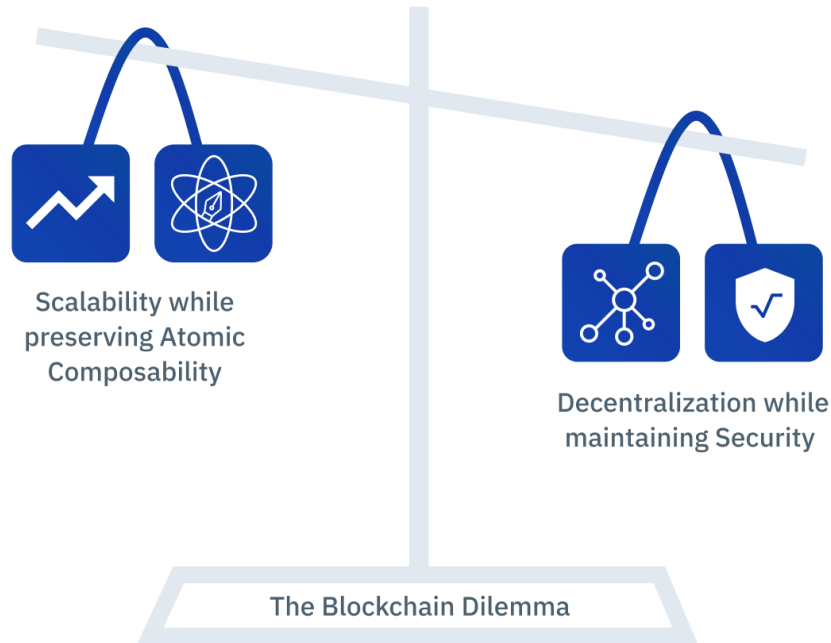 Scalability while
preserving Atomic
Composability
Decentralization while
maintaining Security
The Blockchain Dilemma